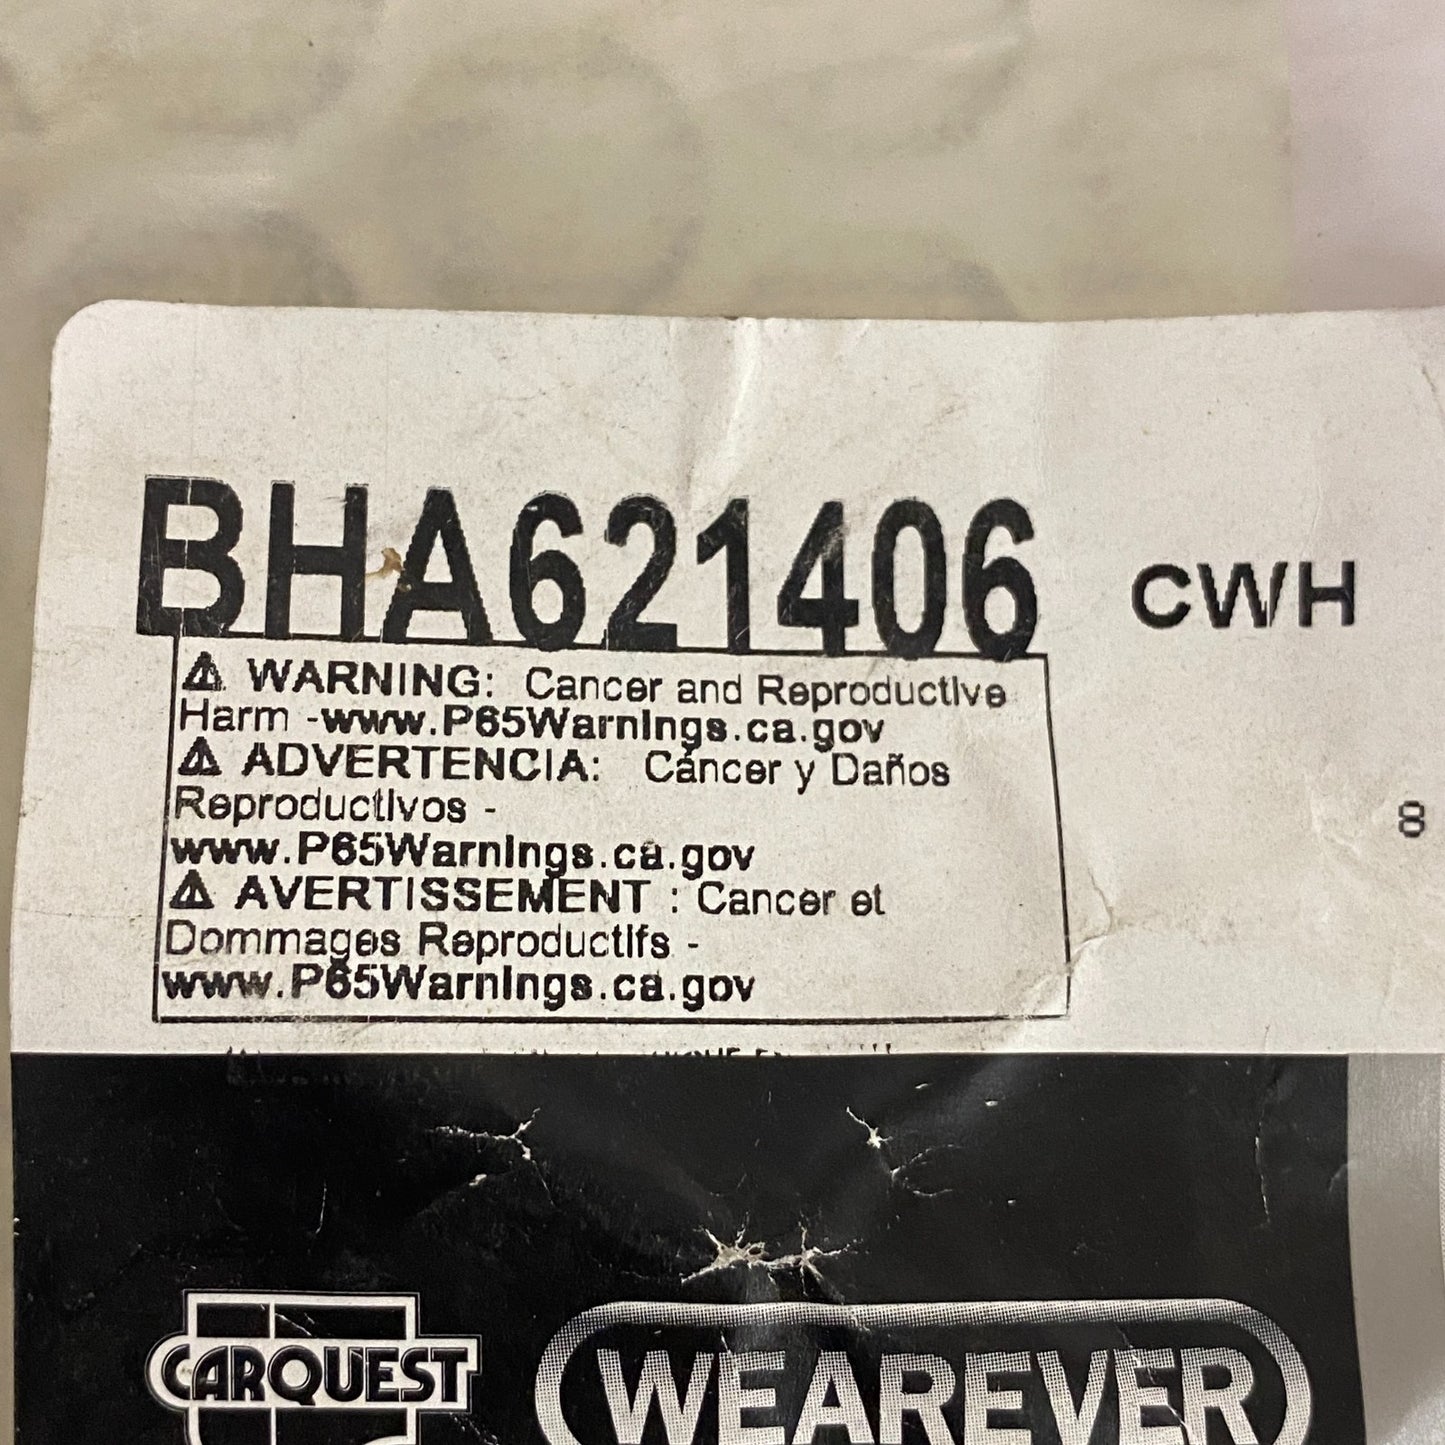 BHA621406 CWH
⚠ WARNING: Cancer and Reproductive
Harm -www.P65Warnings.ca.gov
⚠ ADVERTENCIA: Cáncer y Daños
Reproductivos -
8
www.P65Warnings.ca.gov
⚠ AVERTISSEMENT : Cancer et
Dommages Reproductifs -
www.P65Warnings.ca.gov
CARQUEST WEAREVER